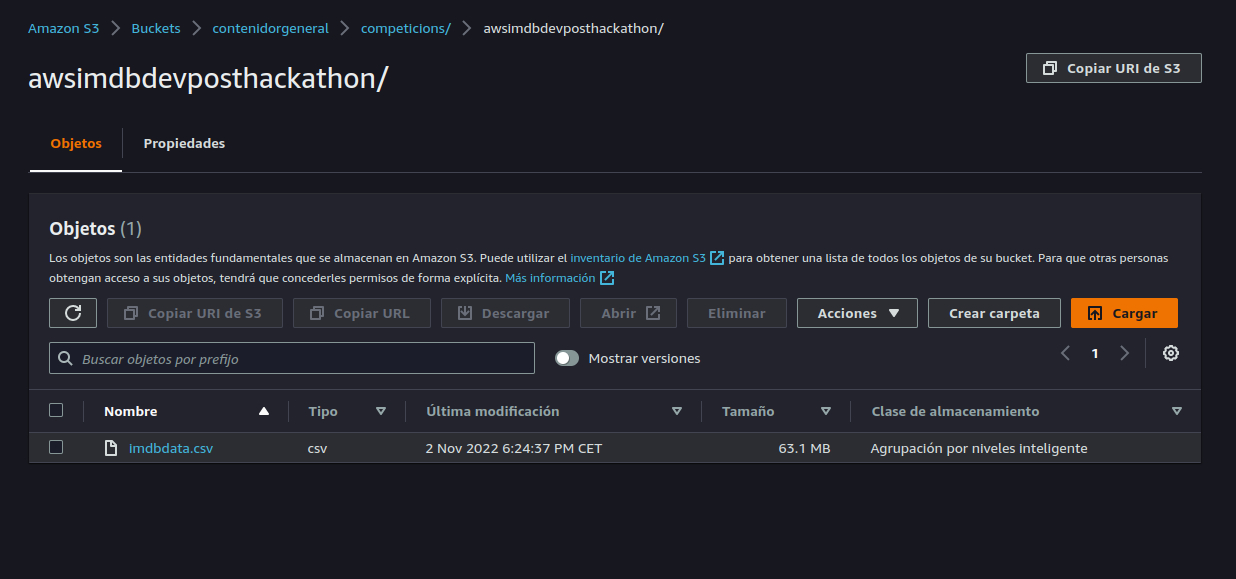 Amazon S3 > Buckets > contenidorgeneral > competicions/ > awsimdbdevposthackathon/
awsimdbdevposthackathon/
Copiar URI de S3
Objetos
Propiedades
Objetos (1)
Los objetos son las entidades fundamentales que se almacenan en Amazon S3. Puede utilizar el inventario de Amazon S3 para obtener una lista de todos los objetos de su bucket. Para que otras personas
obtengan acceso a sus objetos, tendrá que concederles permisos de forma explícita. Más información
Copiar URI de S3
Copiar URL
Descargar
Abrir
Eliminar
Acciones
Crear carpeta
Cargar
Buscar objetos por prefijo
Mostrar versiones
1
Nombre Tipo Última modificación Tamaño Clase de almacenamiento
imdbdata.csv csv 2 Nov 2022 6:24:37 PM CET 63.1 MB Agrupación por niveles inteligente